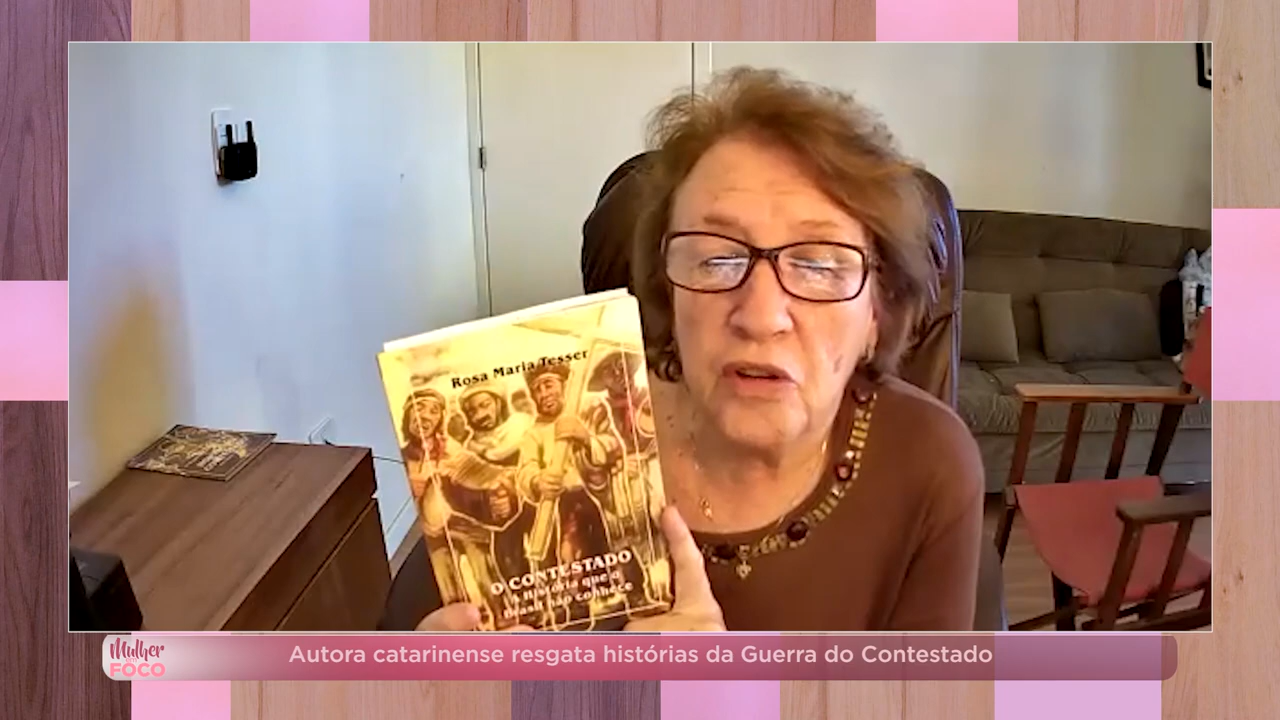 Rosa Maria Tesser
O CONTESTADO
A História que o
Brasil não conhece
Mulher
FOCO
Autora catarinense resgata histórias da Guerra do Contestado